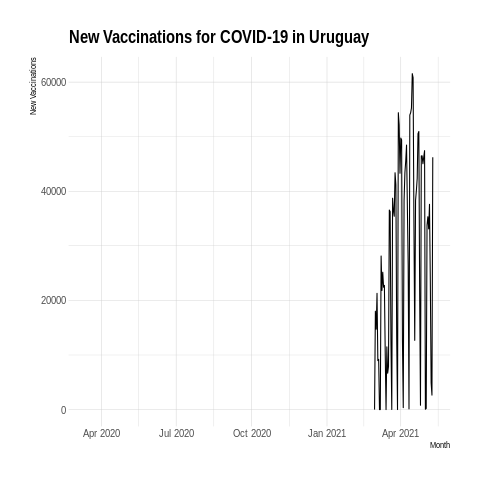 New Vaccinations for COVID-19 in Uruguay
New Vaccinations
60000
40000
20000
0
Apr 2020 Jul 2020 Oct 2020 Jan 2021 Apr 2021
Month